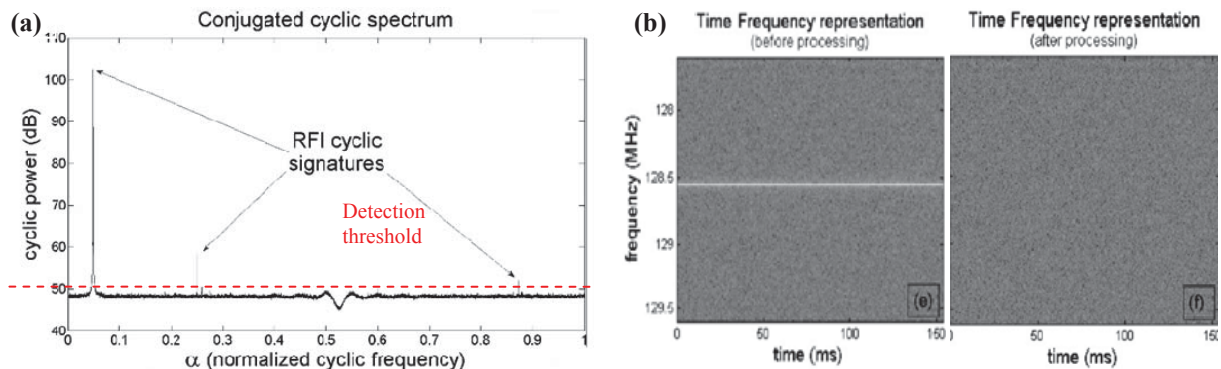 (a)
Conjugated cyclic spectrum
cyclic power (dB)
110
100
90
80
70
60
50
40
RFI cyclic
signatures
Detection
threshold
0 0.1 0.2 0.3 0.4 0.5 0.6 0.7 0.8 0.9 1
α (normalized cyclic frequency)
(b)
Time Frequency representation
(before processing)
frequency (MHz)
128
128.5
129
129.5
(e)
0 50 100 150
time (ms)
Time Frequency representation
(after processing)
(f)
0 50 100 150
time (ms)